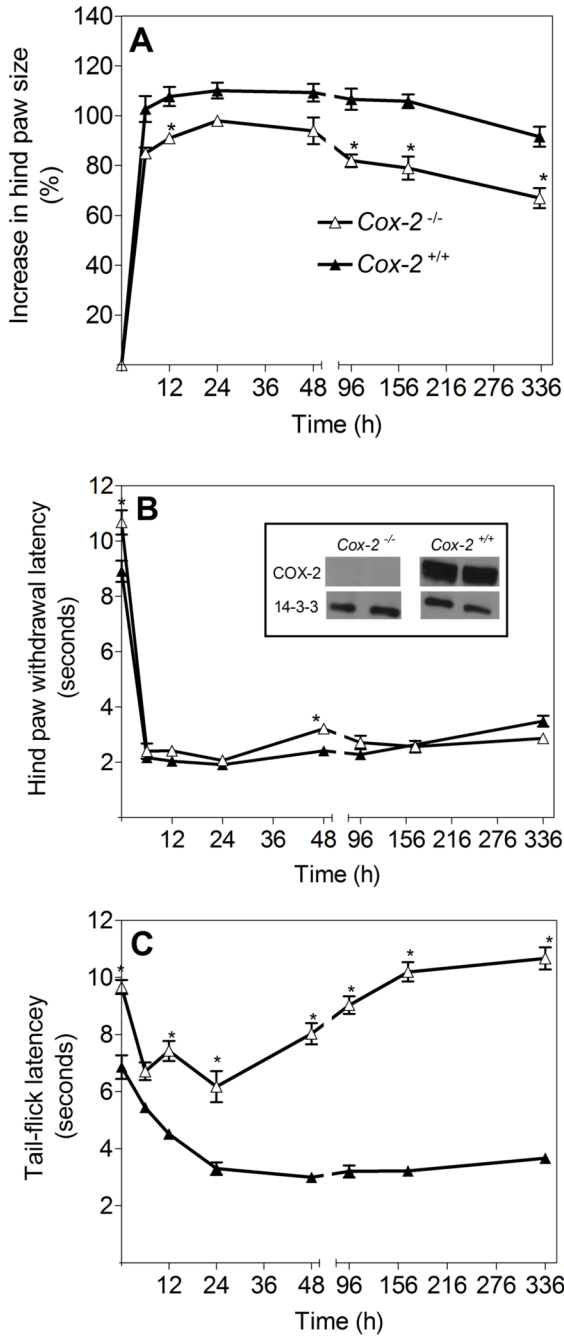 A
140
120
100
80
60
40
20
Increase in hind paw size
(%)
*
*
*
*
Cox-2 -/-
Cox-2 +/+
12 24 36 48 96 156 216 276 336
Time (h)
B
12
10
8
6
4
2
Hind paw withdrawal latency
(seconds)
*
*
Cox-2 -/- Cox-2 +/+
COX-2
14-3-3
12 24 36 48 96 156 216 276 336
Time (h)
C
12
10
8
6
4
2
Tail-flick latencey
(seconds)
*
*
*
*
*
*
*
12 24 36 48 96 156 216 276 336
Time (h)